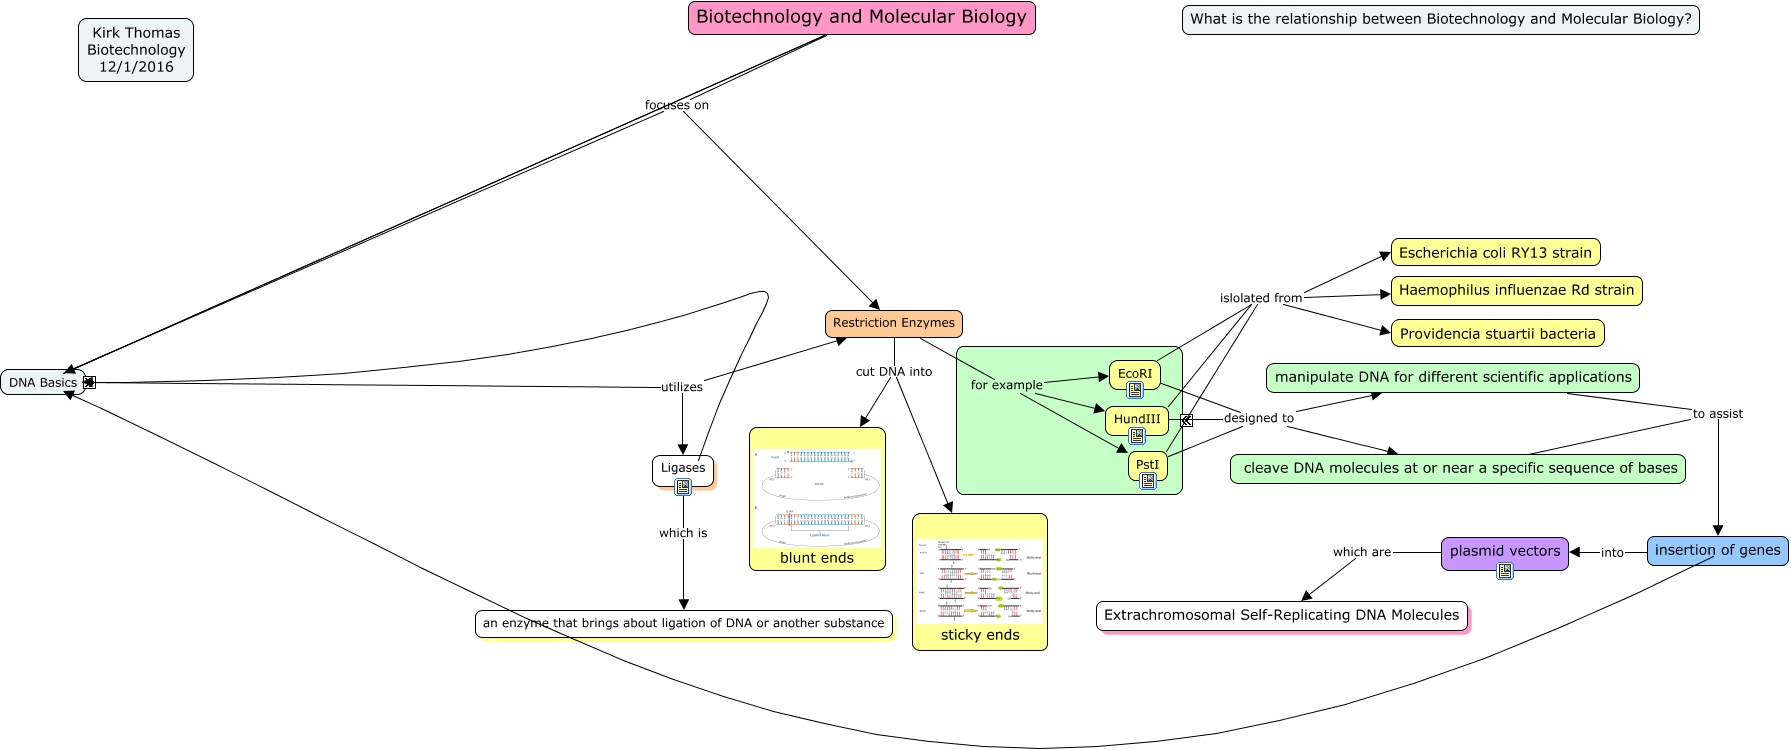 Biotechnology and Molecular Biology
What is the relationship between Biotechnology and Molecular Biology?
Kirk Thomas
Biotechnology
12/1/2016
focuses on
Escherichia coli RY13 strain
islolated from
Haemophilus influenzae Rd strain
Restriction Enzymes
Providencia stuartii bacteria
DNA Basics
utilizes
cut DNA into
for example
EcoRI
manipulate DNA for different scientific applications
HundIII
designed to
to assist
Ligases
PstI
cleave DNA molecules at or near a specific sequence of bases
which is
blunt ends
which are
plasmid vectors
into
insertion of genes
an enzyme that brings about ligation of DNA or another substance
sticky ends
Extrachromosomal Self-Replicating DNA Molecules